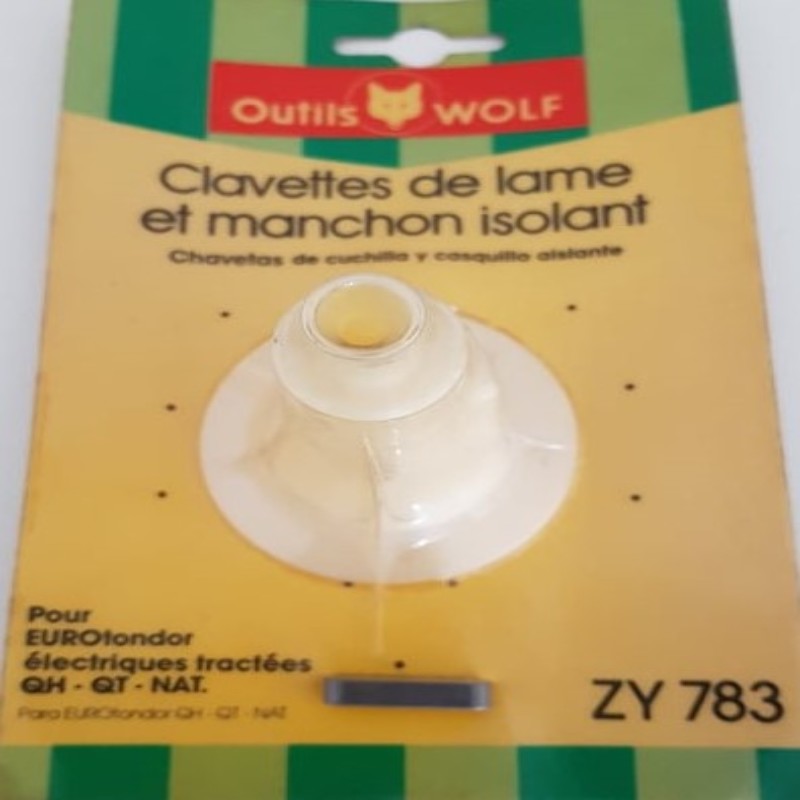 Outils WOLF
Clavettes de lame
et manchon isolant
Chavetas de cuchilla y casquillo aislante
Pour
EUROtondor
électriques tractées
QH - QT - NAT.
Para EUROtondor QH - QT - NAT
ZY 783